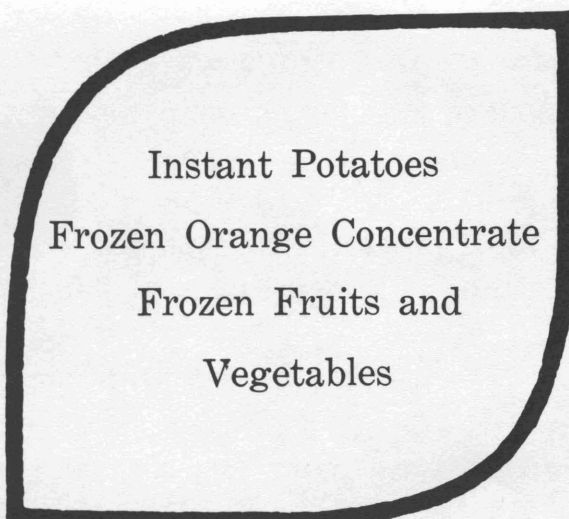 Instant Potatoes
Frozen Orange Concentrate
Frozen Fruits and
Vegetables